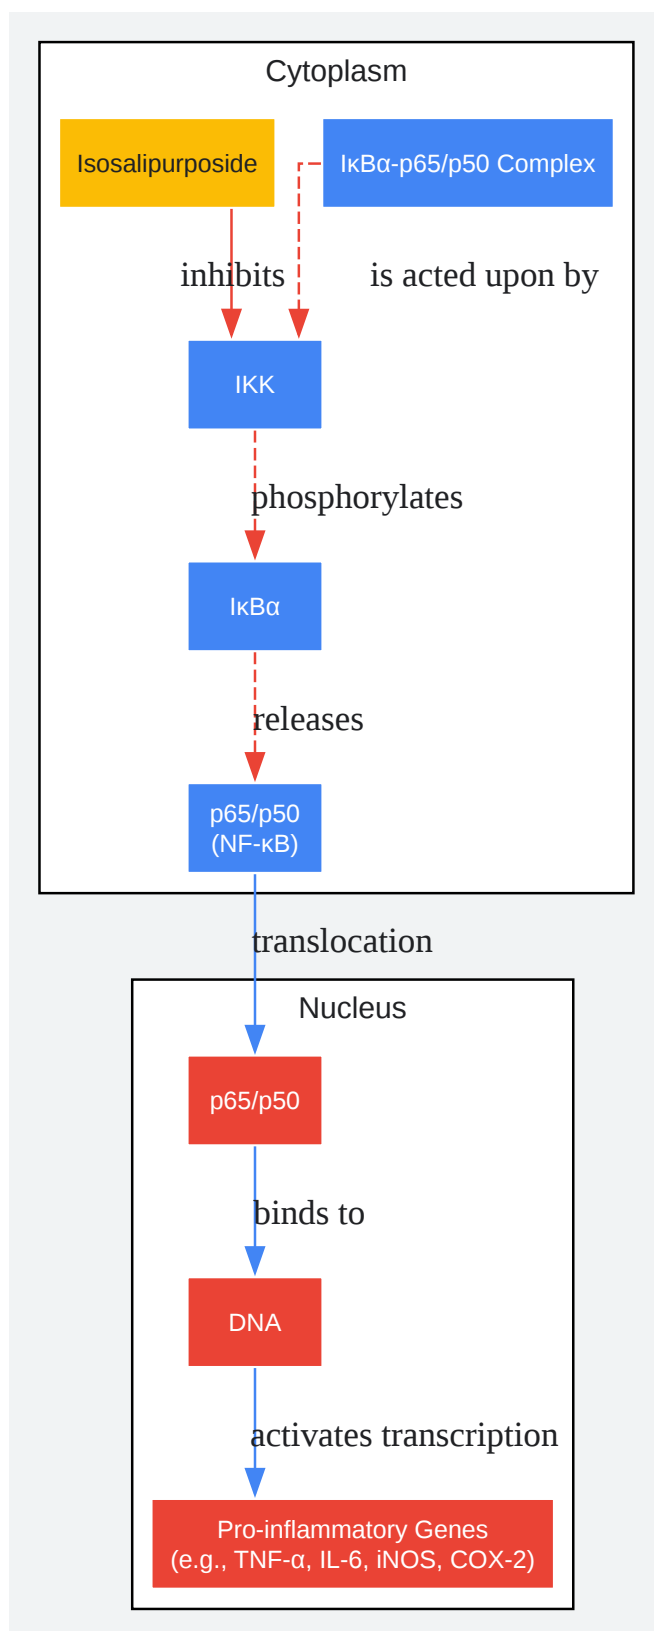 Cytoplasm
Isosalipurposide
IκBα-p65/p50 Complex
inhibits
is acted upon by
IKK
phosphorylates
IκBα
releases
p65/p50
(NF-κB)
translocation
Nucleus
p65/p50
binds to
DNA
activates transcription
Pro-inflammatory Genes
(e.g., TNF-α, IL-6, iNOS, COX-2)